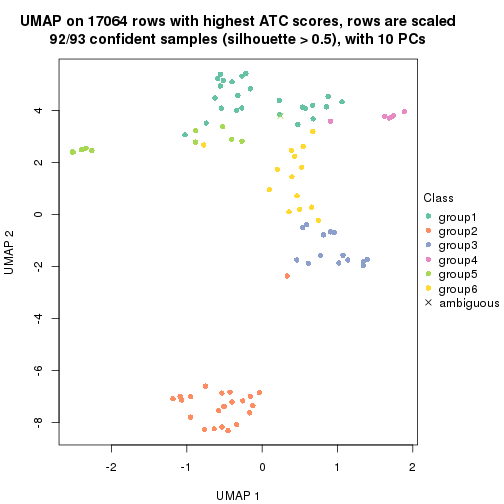 UMAP on 17064 rows with highest ATC scores, rows are scaled
92/93 confident samples (silhouette > 0.5), with 10 PCs
4
2
0
-2
-4
-6
-8
UMAP 2
-2
-1
0
1
2
UMAP 1
Class
group1
group2
group3
group4
group5
group6
ambiguous